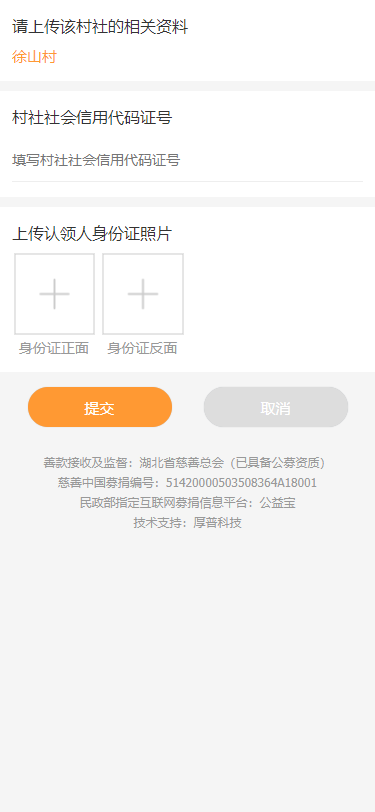 请上传该村社的相关资料
徐山村
村社社会信用代码证号
填写村社社会信用代码证号
上传认领人身份证照片
身份证正面
身份证反面
提交
取消
善款接收及监督：湖北省慈善总会（已具备公募资质）
慈善中国募捐编号：51420000503508364A18001
民政部指定互联网募捐信息平台：公益宝
技术支持：厚普科技